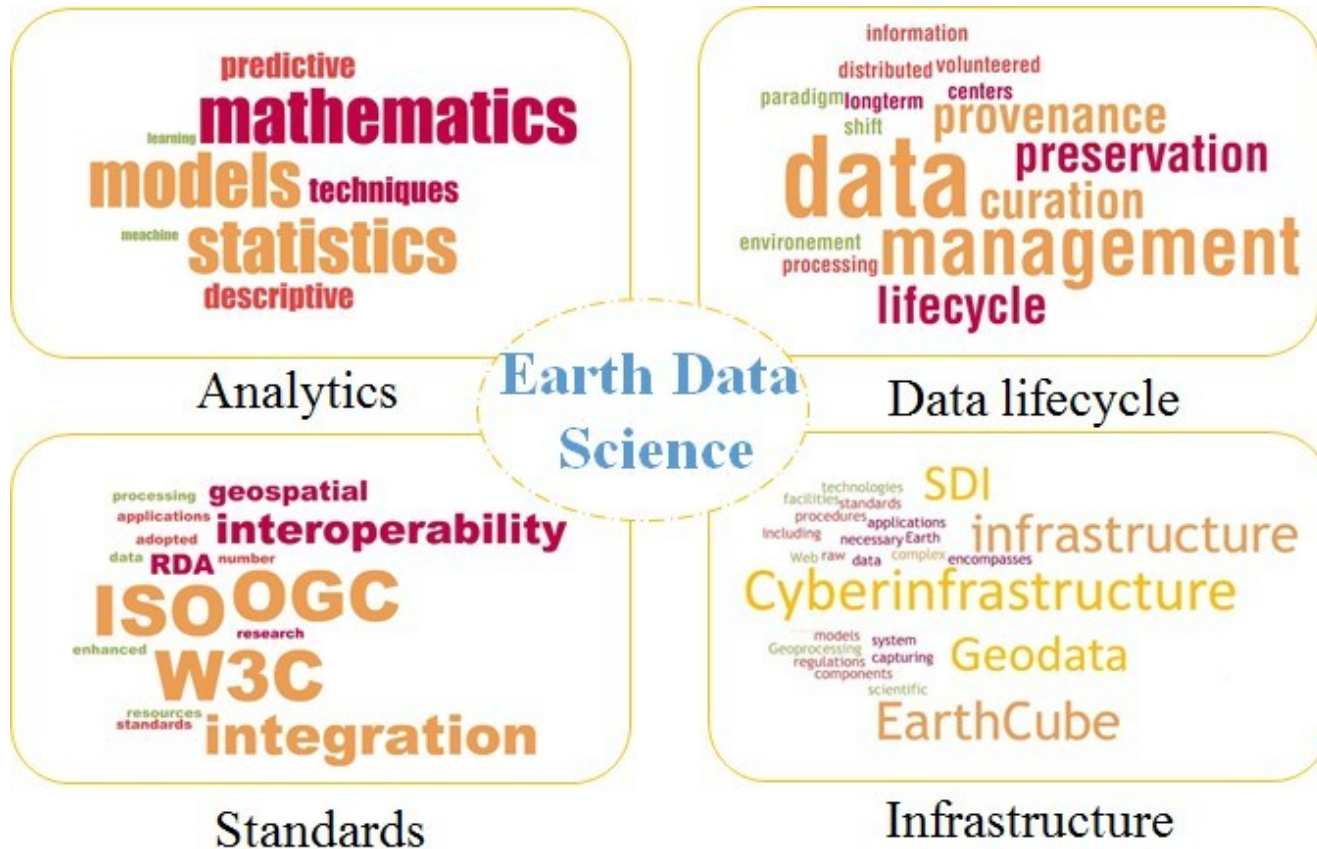 predictive
mathematics
learning
models techniques
meachine
statistics
descriptive
Analytics
information
distributed volunteered
paradigm longterm centers
shift
provenance
preservation
data
curation
environement
management
processing
lifecycle
Data lifecycle
Earth Data
Science
processing geospatial
applications
interoperability
adopted
data RDA number
ISO OGC
research
enhanced
W3C
resources
standards
integration
Standards
technologies
SDI
facilities standards
procedures
applications
infrastructure
including
necessary Earth
Web raw data complex encompasses
Cyberinfrastructure
models system
Geoprocessing
capturing
regulations
Geodata
components
scientific
EarthCube
Infrastructure